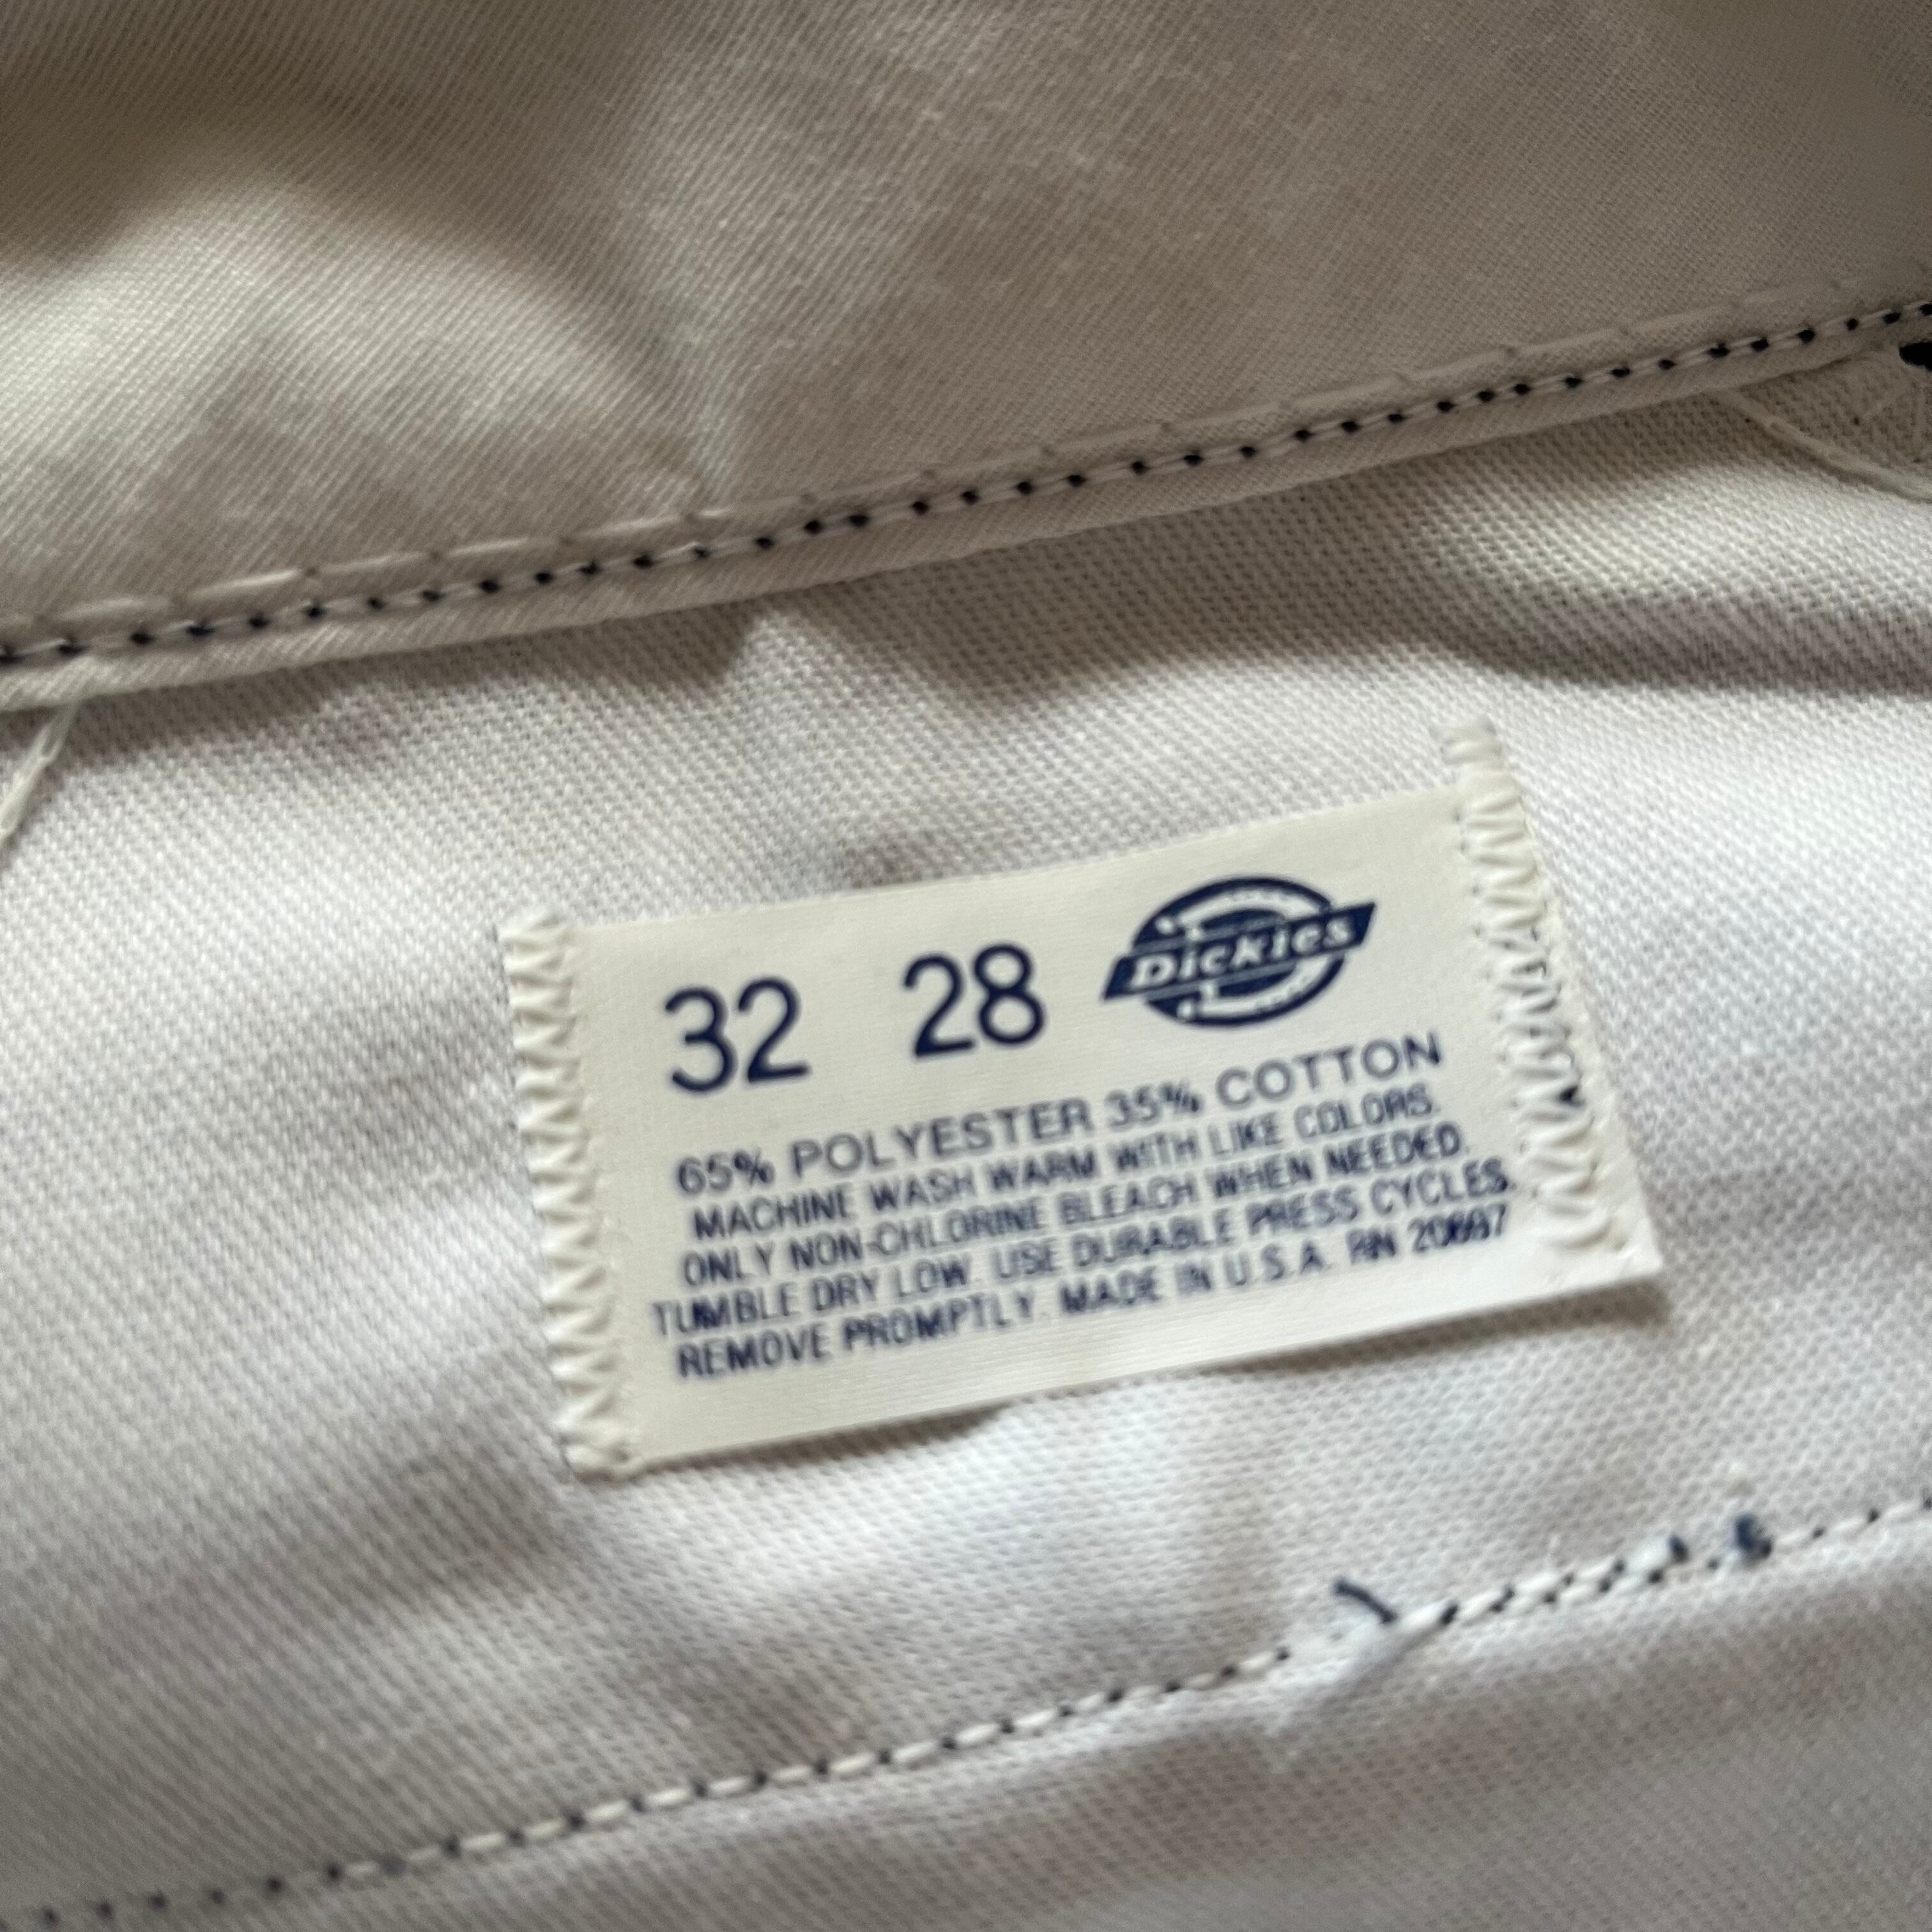 32 28 Dickies
65% POLYESTER 35% COTTON
MACHINE WASH WARM WITH LIKE COLORS.
ONLY NON-CHLORINE BLEACH WHEN NEEDED.
TUMBLE DRY LOW. USE DURABLE PRESS CYCLES.
REMOVE PROMPTLY. MADE IN U.S.A. RN 20697